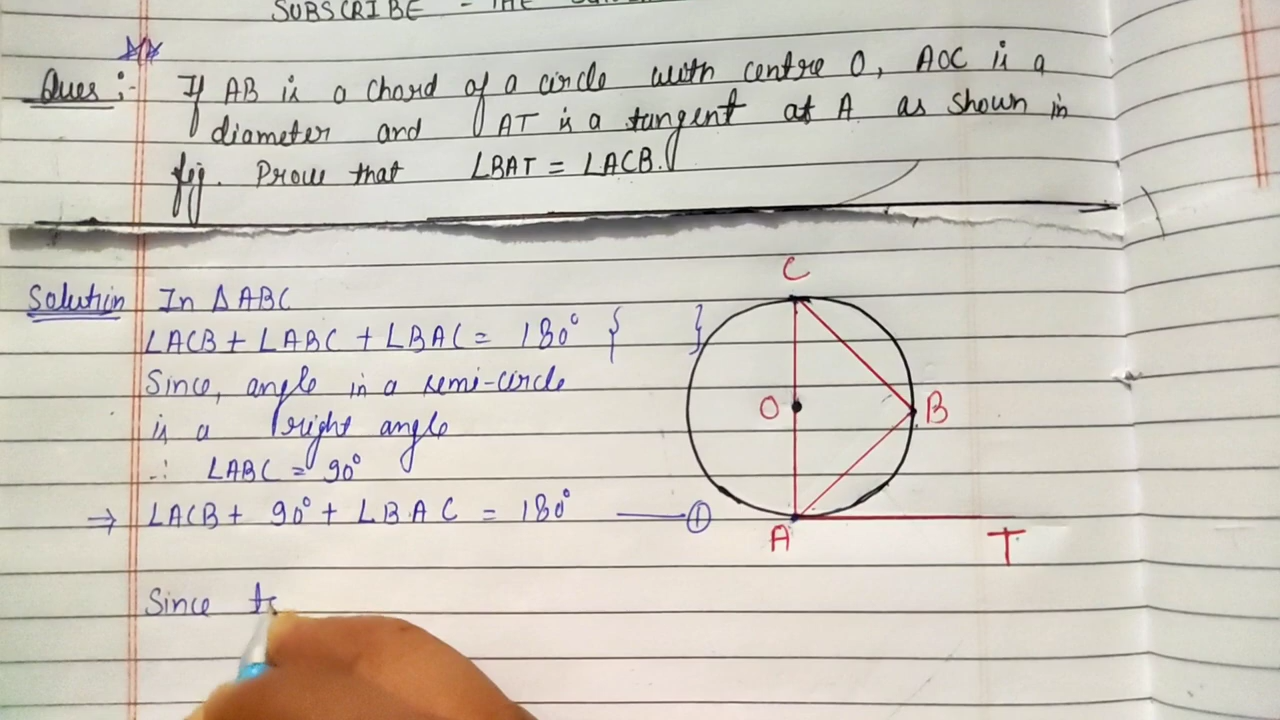 SUBSCRIBE - THE
Ques :- If AB is a chord of a circle with centre O, AOC is a
diameter and AT is a tangent at A as shown in
fig. Prove that ∠BAT = ∠ACB.
Solution In △ABC
∠ACB + ∠ABC + ∠BAC = 180° { }
Since, angle in a semi-circle
is a right angle
∴ ∠ABC = 90°
⇒ ∠ACB + 90° + ∠BAC = 180° — ①
Since
C
O
B
A
T